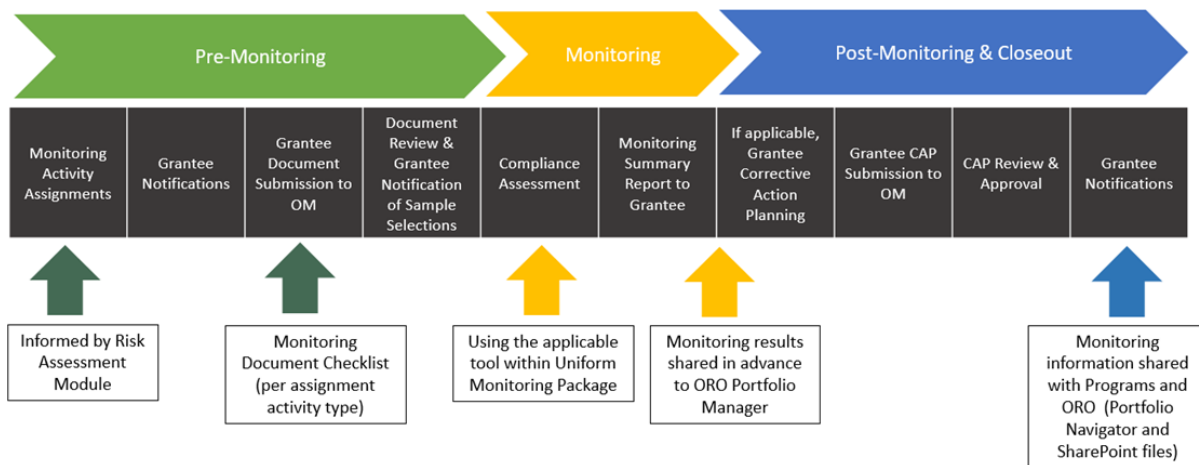 Pre-Monitoring
Monitoring
Post-Monitoring & Closeout
Monitoring
Activity
Assignments
Grantee
Notifications
Grantee
Document
Submission to
OM
Document
Review &
Grantee
Notification
of Sample
Selections
Compliance
Assessment
Monitoring
Summary
Report to
Grantee
If applicable,
Grantee
Corrective
Action
Planning
Grantee CAP
Submission to
OM
CAP Review &
Approval
Grantee
Notifications
Informed by Risk
Assessment
Module
Monitoring
Document Checklist
(per assignment
activity type)
Using the applicable
tool within Uniform
Monitoring Package
Monitoring results
shared in advance
to ORO Portfolio
Manager
Monitoring
information shared
with Programs and
ORO (Portfolio
Navigator and
SharePoint files)